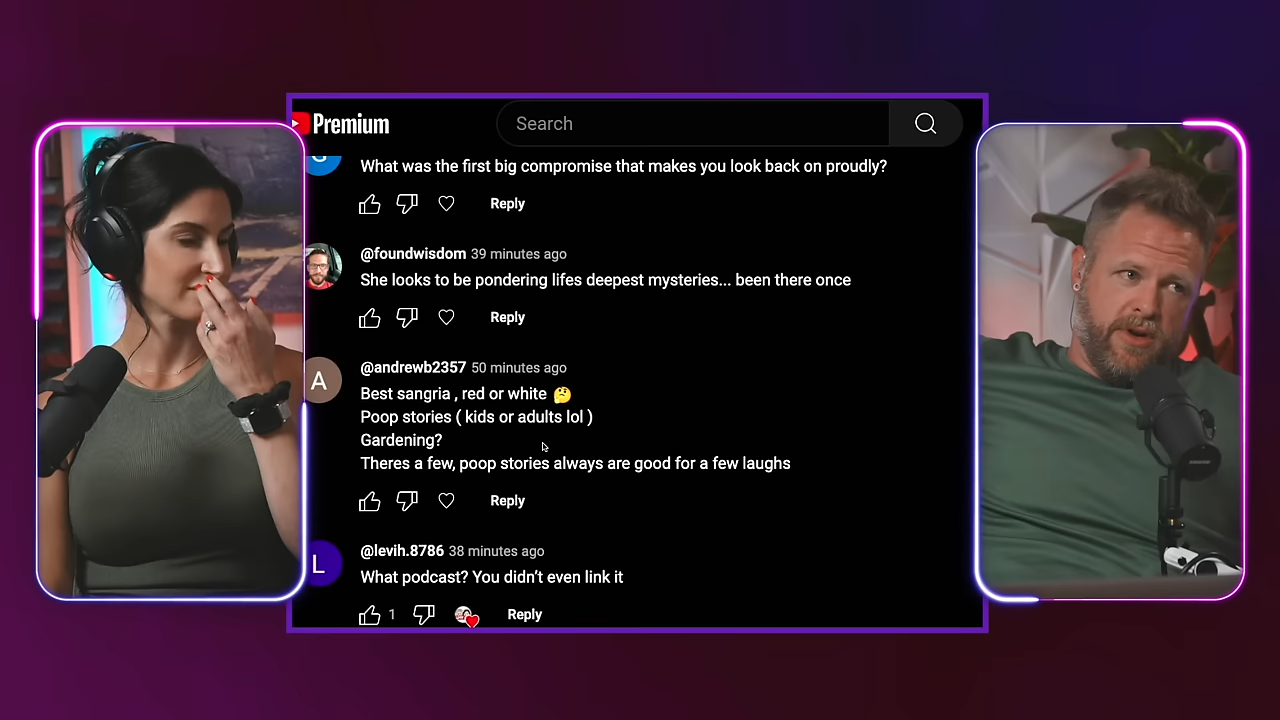 Premium
Search
What was the first big compromise that makes you look back on proudly?
Reply
@foundwisdom 39 minutes ago
She looks to be pondering lifes deepest mysteries... been there once
Reply
A
@andrewb2357 50 minutes ago
Best sangria , red or white 🤔
Poop stories ( kids or adults lol )
Gardening?
Theres a few, poop stories always are good for a few laughs
Reply
L
@levih.8786 38 minutes ago
What podcast? You didn’t even link it
1
Reply